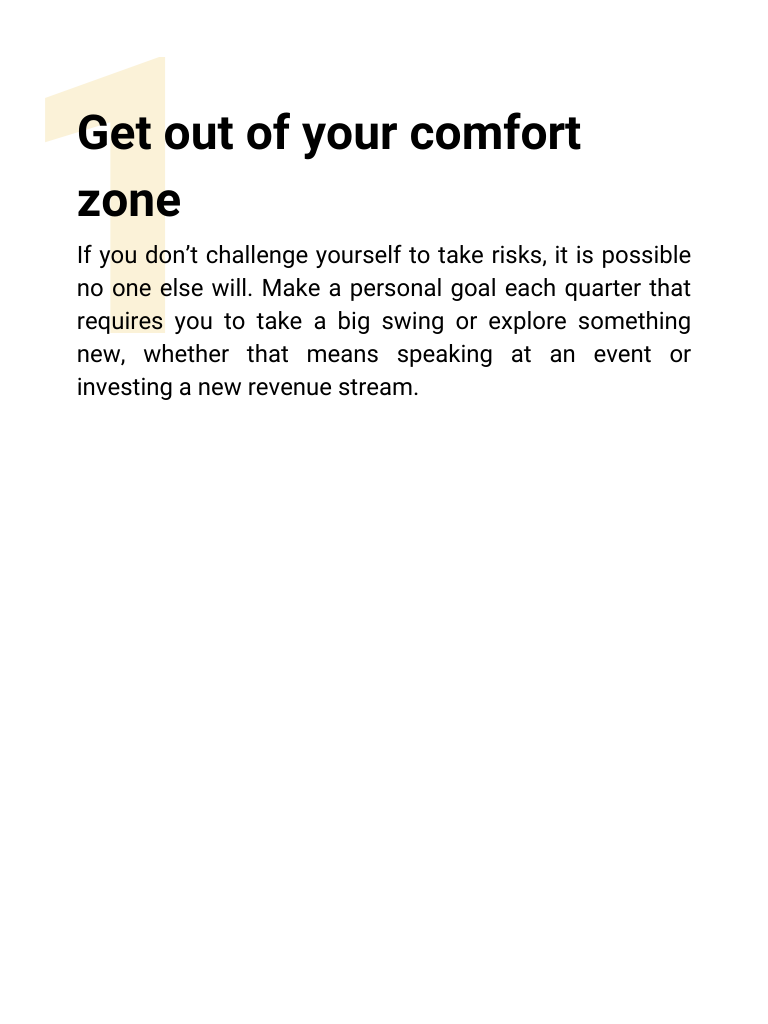 1
Get out of your comfort
zone
If you don’t challenge yourself to take risks, it is possible
no one else will. Make a personal goal each quarter that
requires you to take a big swing or explore something
new, whether that means speaking at an event or
investing a new revenue stream.